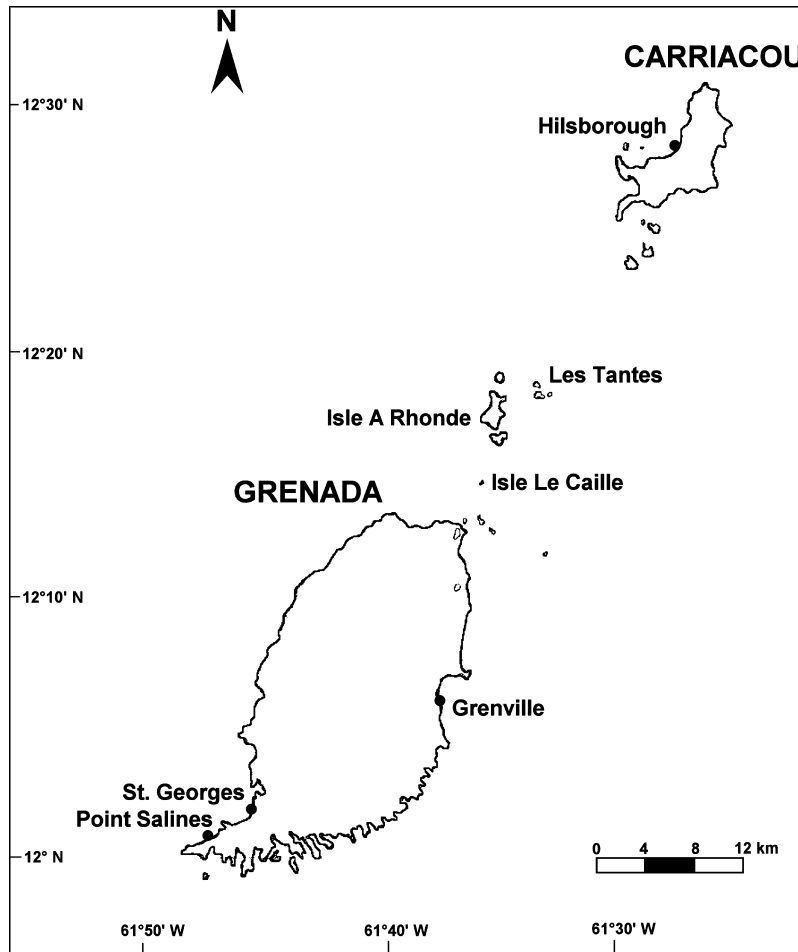 N
CARRIACOU
12°30' N
Hilsborough
12°20' N
Les Tantes
Isle A Rhonde
Isle Le Caille
GRENADA
12°10' N
Grenville
St. Georges
Point Salines
0 4 8 12 km
12° N
61°50' W 61°40' W 61°30' W